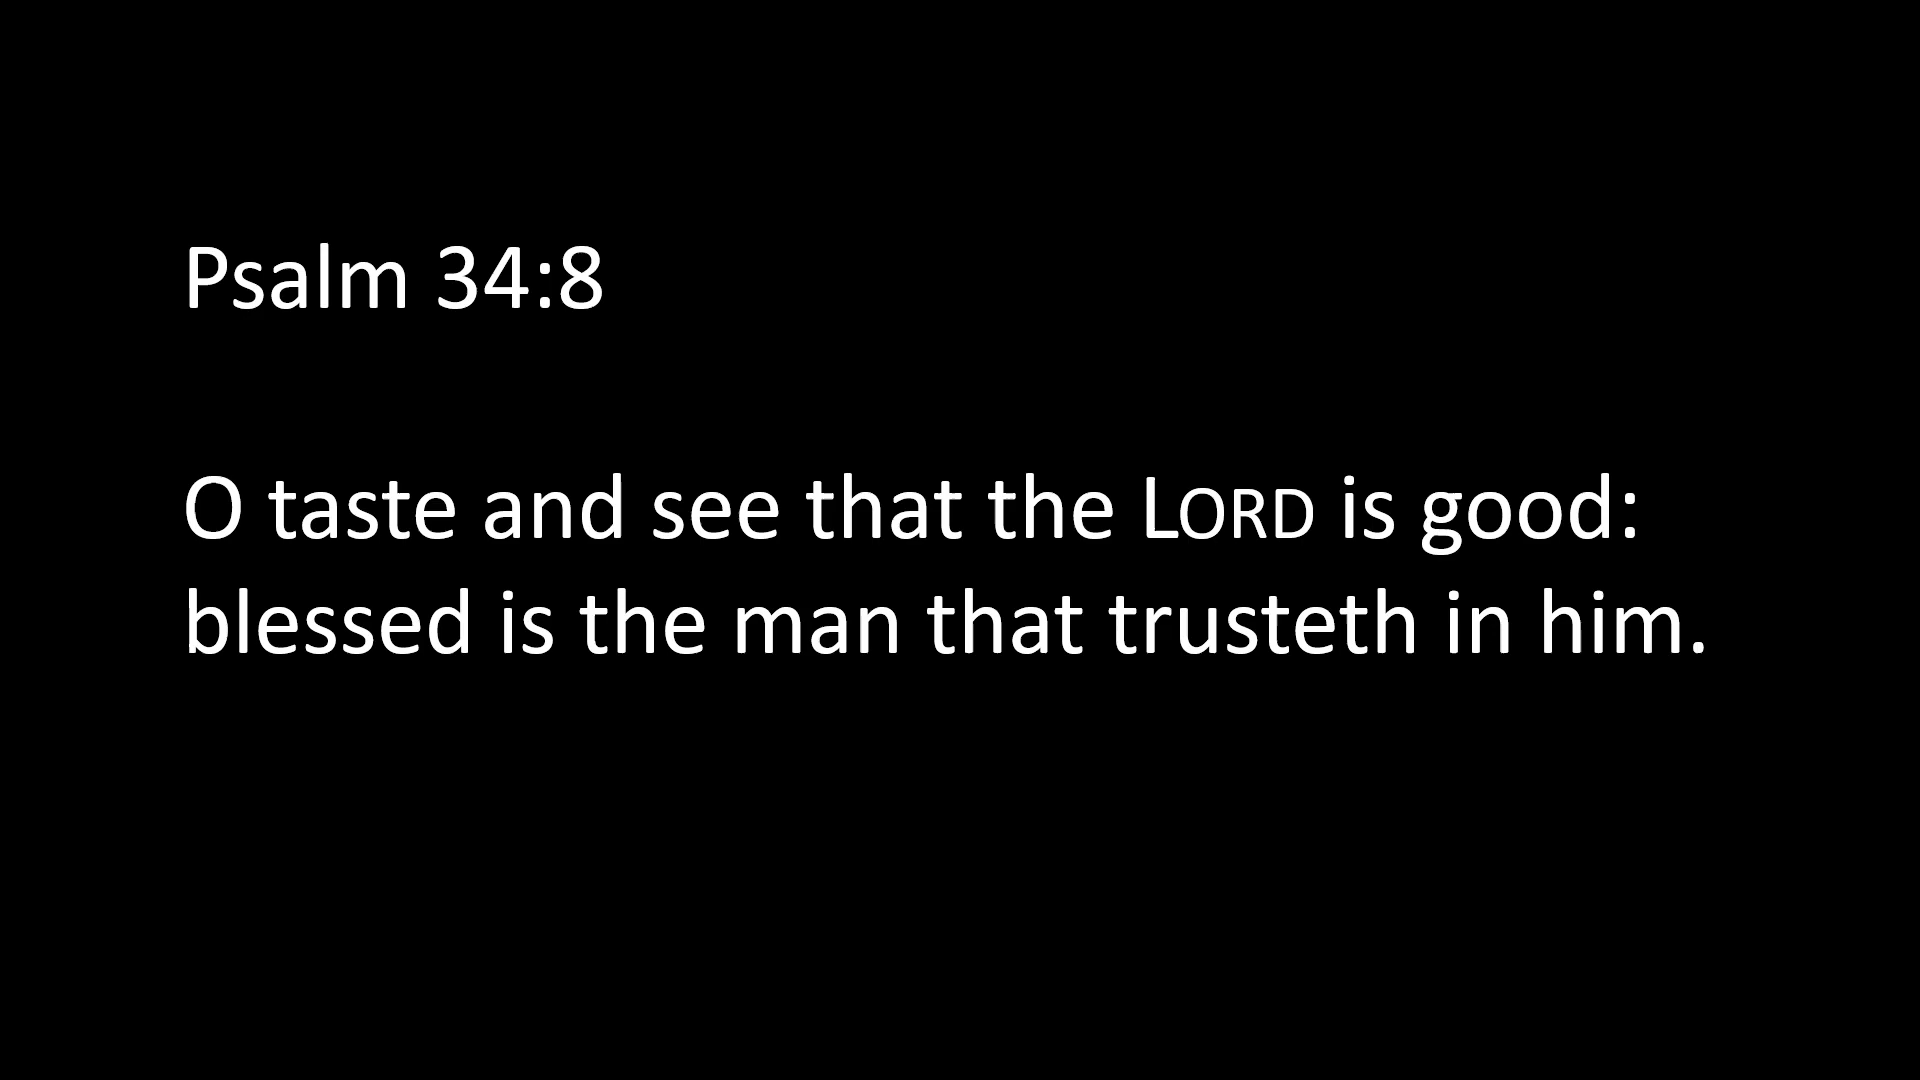 Psalm 34:8
O taste and see that the LORD is good:
blessed is the man that trusteth in him.